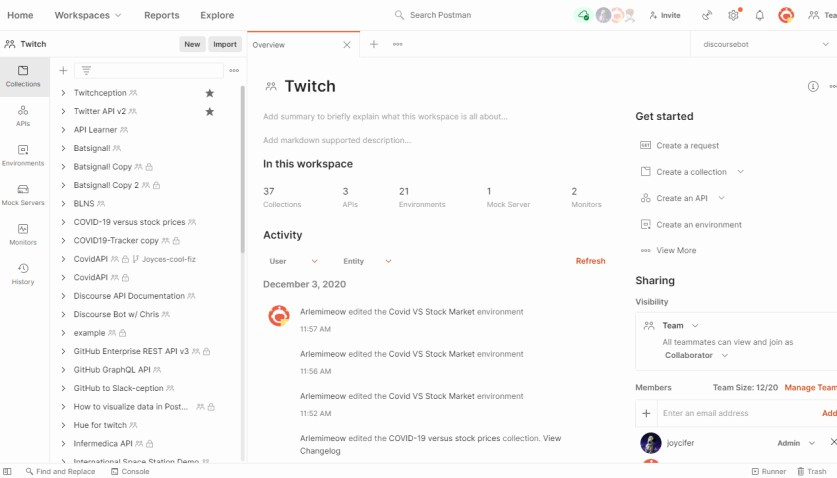 Home Workspaces Reports Explore Search Postman Invite Tea
Twitch New Import Overview discoursebot
Collections
APIs
Environments
Mock Servers
Monitors
History
Twitchception
Twitter API v2
API Learner
Batsignal!
Batsignal! Copy
Batsignal! Copy 2
BLNS
COVID-19 versus stock prices
COVID19-Tracker copy
CovidAPI Joyces-cool-fiz
CovidAPI
Discourse API Documentation
Discourse Bot w/ Chris
example
GitHub Enterprise REST API v3
GitHub GraphQL API
GitHub to Slack-ception
How to visualize data in Post...
Hue for twitch
Infermedica API
International Space Station Demo
Twitch
Add summary to briefly explain what this workspace is all about...
Add markdown supported description...
In this workspace
37 3 21 1 2
Collections APIs Environments Mock Server Monitors
Activity
User Entity Refresh
December 3, 2020
Arlemimeow edited the Covid VS Stock Market environment
11:57 AM
Arlemimeow edited the Covid VS Stock Market environment
11:56 AM
Arlemimeow edited the Covid VS Stock Market environment
11:52 AM
Arlemimeow edited the COVID-19 versus stock prices collection. View
Changelog
Get started
GET Create a request
Create a collection
Create an API
Create an environment
View More
Sharing
Visibility
Team
All teammates can view and join as
Collaborator
Members Team Size: 12/20 Manage Team
Enter an email address Add
joycifer Admin
Find and Replace Console Runner Trash